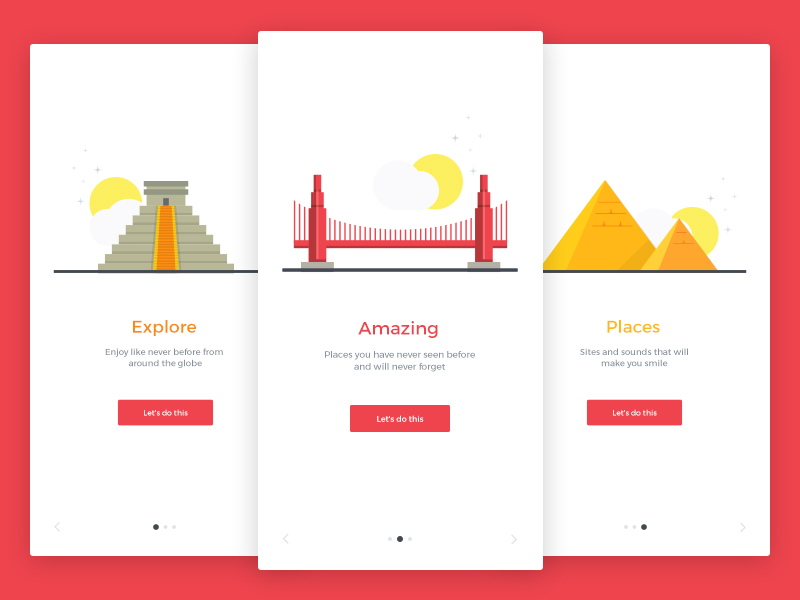 Explore
Enjoy like never before from
around the globe
Let's do this
Amazing
Places you have never seen before
and will never forget
Let's do this
Places
Sites and sounds that will
make you smile
Let's do this